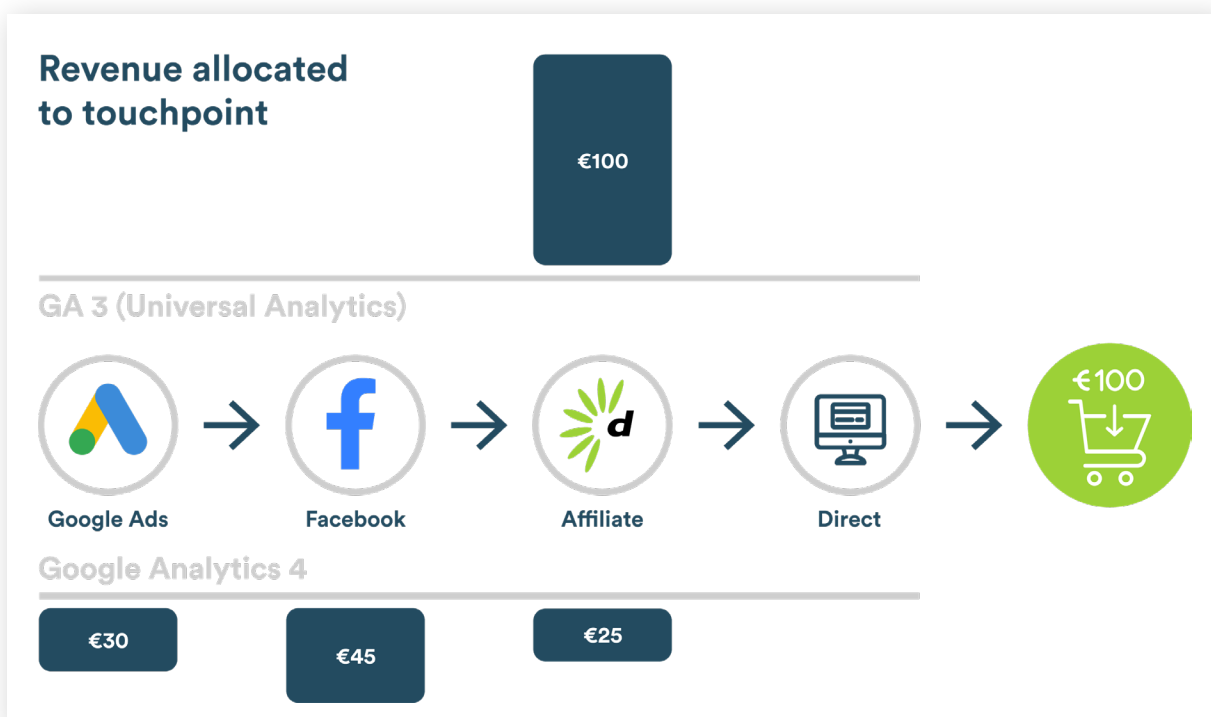 Revenue allocated
to touchpoint
€100
GA 3 (Universal Analytics)
€100
d
Google Ads
Facebook
Affiliate
Direct
Google Analytics 4
€30
€45
€25